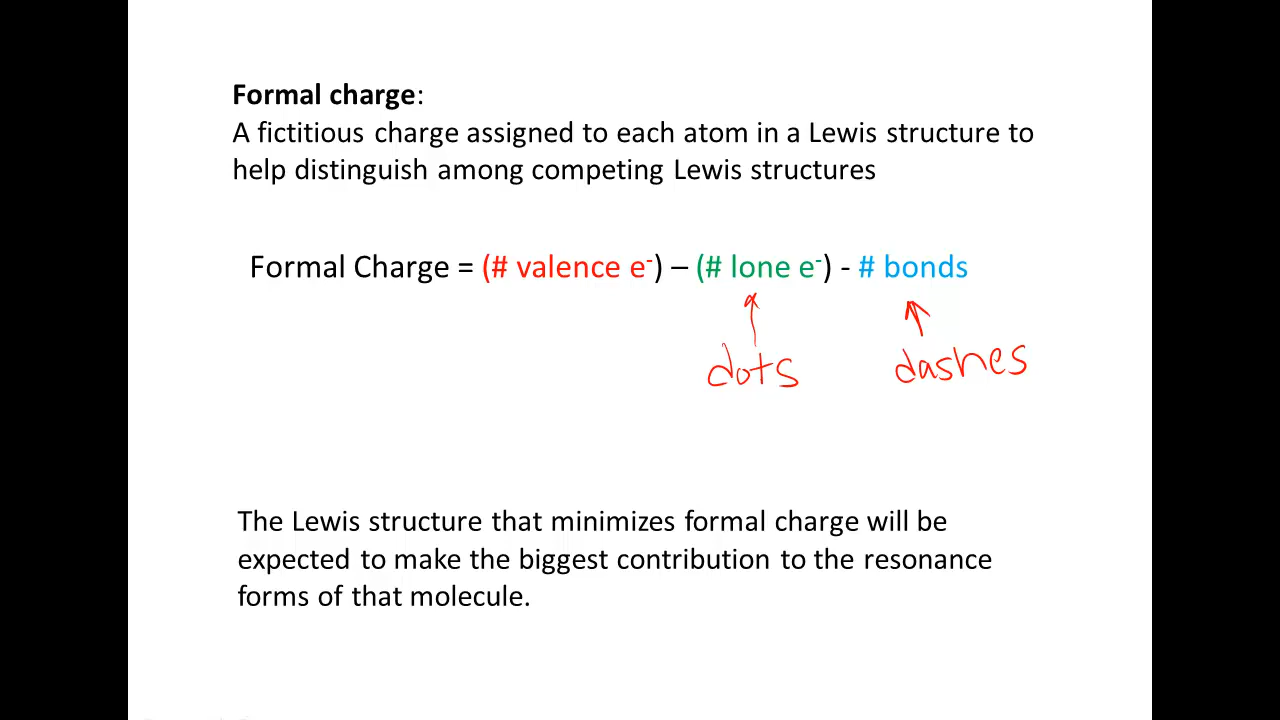 Formal charge:
A fictitious charge assigned to each atom in a Lewis structure to
help distinguish among competing Lewis structures
Formal Charge = (# valence e⁻) – (# lone e⁻) - # bonds
dots dashes
The Lewis structure that minimizes formal charge will be
expected to make the biggest contribution to the resonance
forms of that molecule.